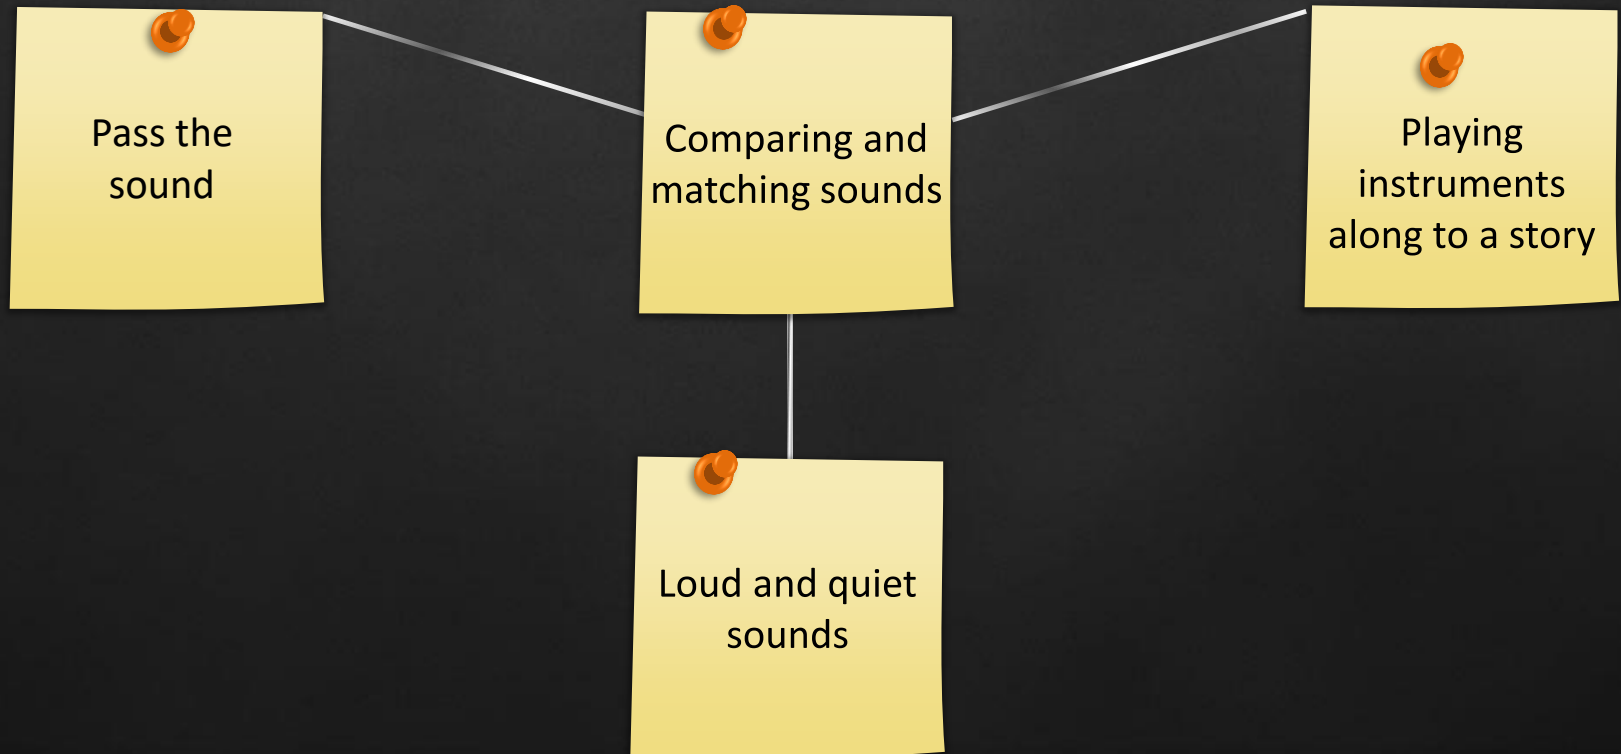 Pass the
sound
Comparing and
matching sounds
Playing
instruments
along to a story
Loud and quiet
sounds